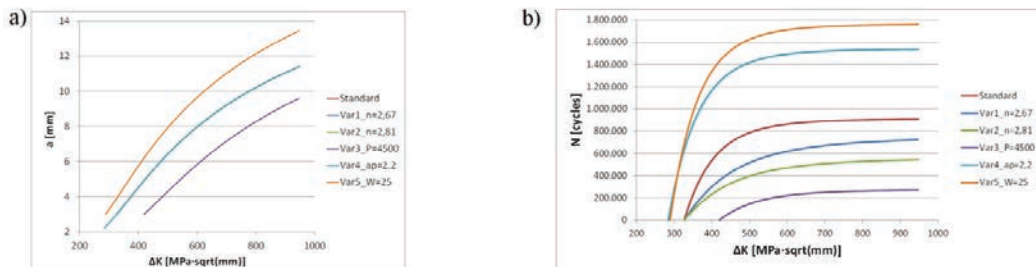 a)
14
12
10
8
6
4
2
a [mm]
200
400
600
800
1000
ΔK [MPa-sqrt(mm)]
Standard
Var1_n=2,67
Var2_n=2,81
Var3_P=4500
Var4_ap=2,2
Var5_W=25
b)
1.800.000
1.600.000
1.400.000
1.200.000
1.000.000
800.000
600.000
400.000
200.000
0
N [cycles]
200
300
400
500
600
700
800
900
1000
ΔK [MPa-sqrt(mm)]
Standard
Var1_n=2,67
Var2_n=2,81
Var3_P=4500
Var4_ap=2,2
Var5_W=25